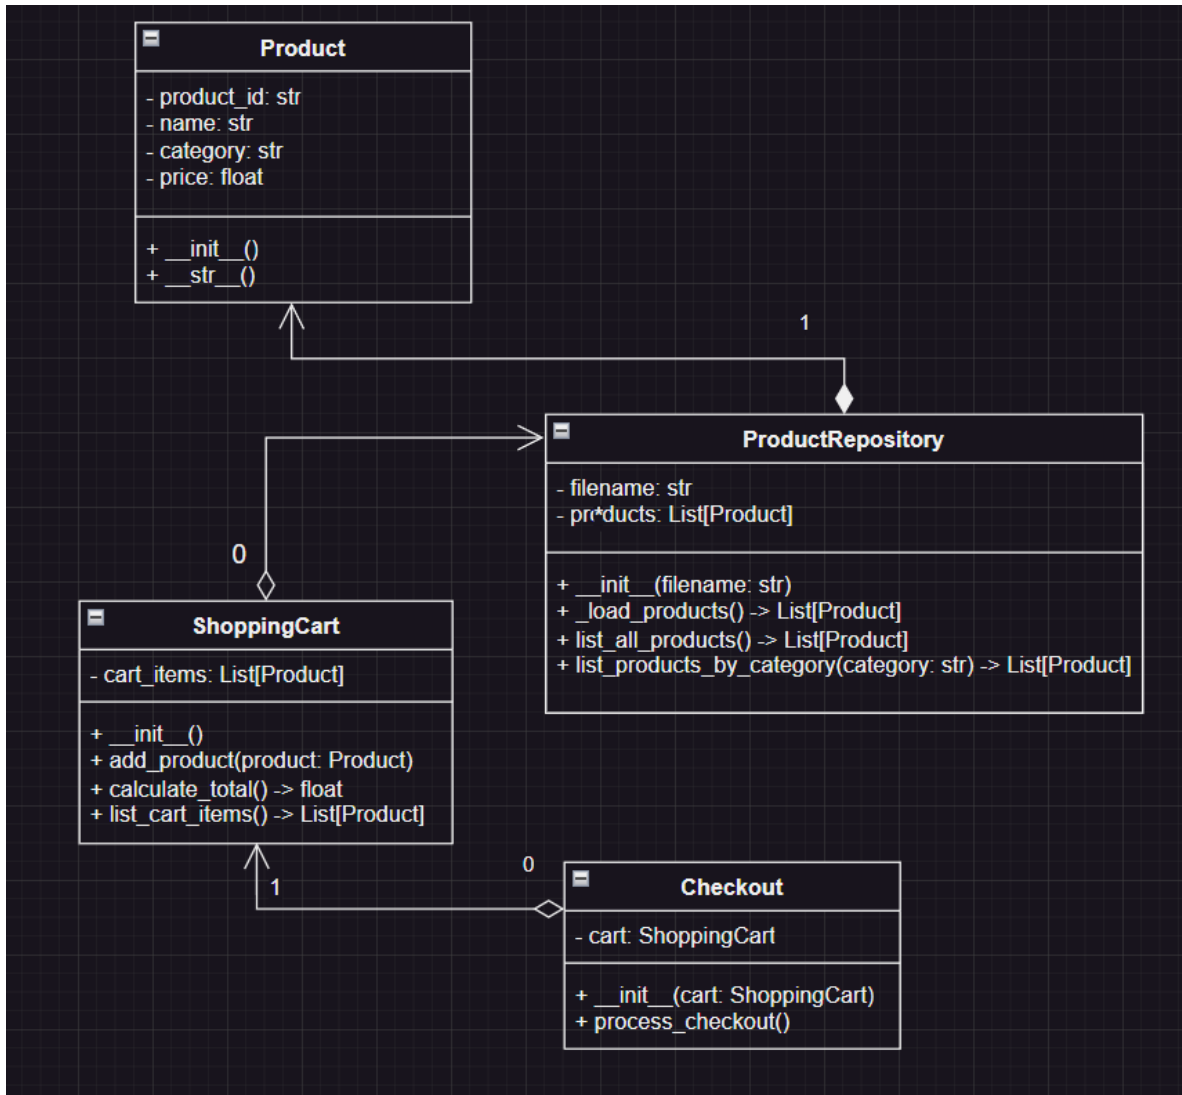 Product
- product_id: str
- name: str
- category: str
- price: float
+ __init__()
+ __str__()
1
ProductRepository
- filename: str
- pr*ducts: List[Product]
+ __init__(filename: str)
+ _load_products() -> List[Product]
+ list_all_products() -> List[Product]
+ list_products_by_category(category: str) -> List[Product]
0
ShoppingCart
- cart_items: List[Product]
+ __init__()
+ add_product(product: Product)
+ calculate_total() -> float
+ list_cart_items() -> List[Product]
1
0
Checkout
- cart: ShoppingCart
+ __init__(cart: ShoppingCart)
+ process_checkout()